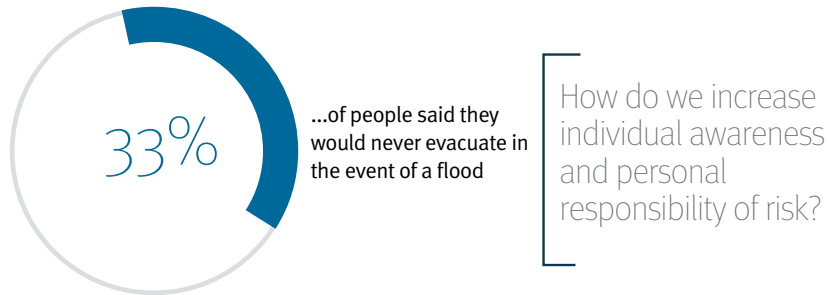 33%
...of people said they
would never evacuate in
the event of a flood
How do we increase
individual awareness
and personal
responsibility of risk?